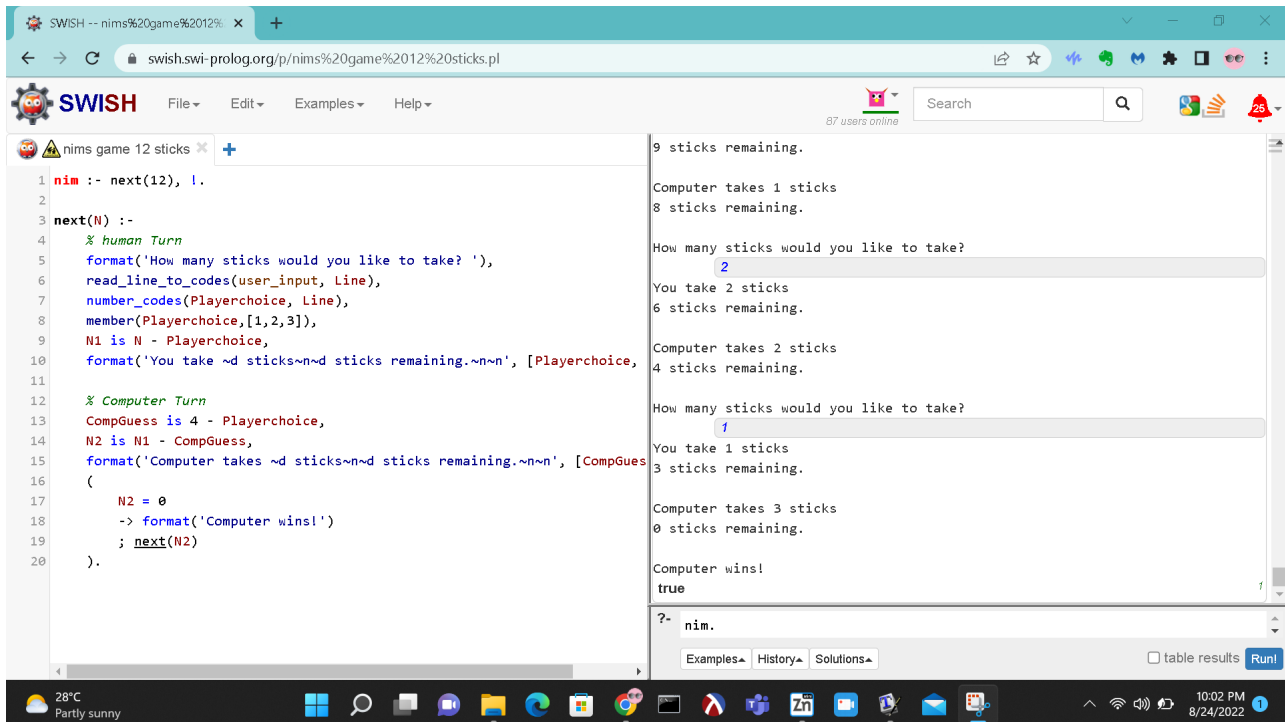 SWISH -- nims%20game%2012%
swish.swi-prolog.org/p/nims%20game%2012%20sticks.pl
SWISH File Edit Examples Help
87 users online
Search
25
nims game 12 sticks
1 nim :- next(12), !.
2
3 next(N) :-
4 % human Turn
5 format('How many sticks would you like to take? '),
6 read_line_to_codes(user_input, Line),
7 number_codes(Playerchoice, Line),
8 member(Playerchoice,[1,2,3]),
9 N1 is N - Playerchoice,
10 format('You take ~d sticks~n~d sticks remaining.~n~n', [Playerchoice,
11
12 % Computer Turn
13 CompGuess is 4 - Playerchoice,
14 N2 is N1 - CompGuess,
15 format('Computer takes ~d sticks~n~d sticks remaining.~n~n', [CompGues
16 (
17 N2 = 0
18 -> format('Computer wins!')
19 ; next(N2)
20 ).
9 sticks remaining.
Computer takes 1 sticks
8 sticks remaining.
How many sticks would you like to take?
2
You take 2 sticks
6 sticks remaining.
Computer takes 2 sticks
4 sticks remaining.
How many sticks would you like to take?
1
You take 1 sticks
3 sticks remaining.
Computer takes 3 sticks
0 sticks remaining.
Computer wins!
true
1
?- nim.
Examples History Solutions
table results Run!
28°C
Partly sunny
Zn
10:02 PM
8/24/2022
1